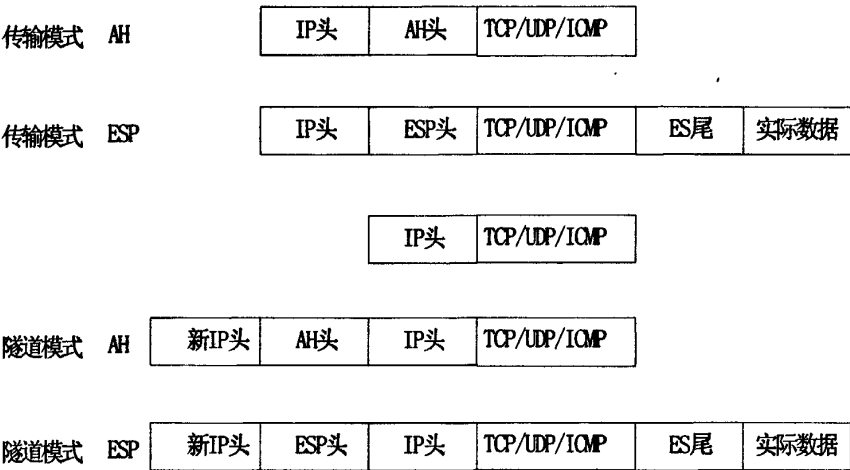 传输模式 AH IP头 AH头 TCP/UDP/ICMP
传输模式 ESP IP头 ESP头 TCP/UDP/ICMP ES尾 实际数据
IP头 TCP/UDP/ICMP
隧道模式 AH 新IP头 AH头 IP头 TCP/UDP/ICMP
隧道模式 ESP 新IP头 ESP头 IP头 TCP/UDP/ICMP ES尾 实际数据